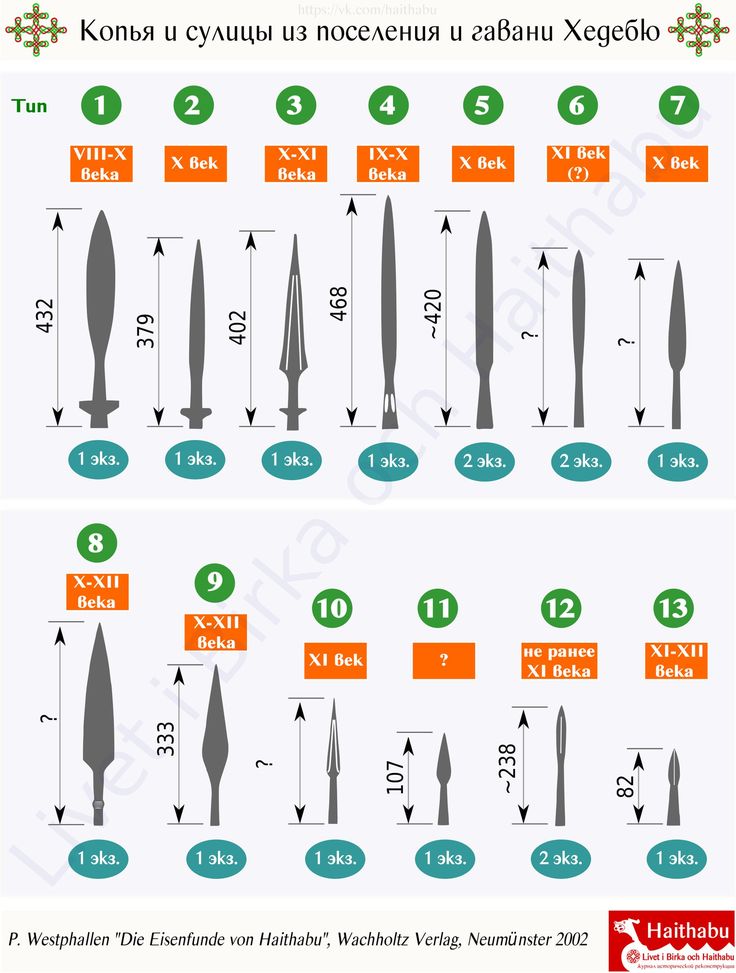 https://vk.com/haithabu
Копья и сулицы из поселения и гавани Хедебю
Тип 1 2 3 4 5 6 7
VIII-X века
X век
X-XI века
IX-X века
X век
XI век (?)
X век
432
379
402
468
~420
?
?
1 экз.
1 экз.
1 экз.
1 экз.
2 экз.
2 экз.
1 экз.
8 9 10 11 12 13
X-XII века
X-XII века
XI век
?
не ранее XI века
XI-XII века
?
333
?
107
~238
82
1 экз.
1 экз.
1 экз.
1 экз.
2 экз.
1 экз.
Livet i Birka och Haithabu
P. Westphallen "Die Eisenfunde von Haithabu", Wachholtz Verlag, Neumünster 2002
Haithabu
Livet i Birka och Haithabu
Журнал исторической реконструкции